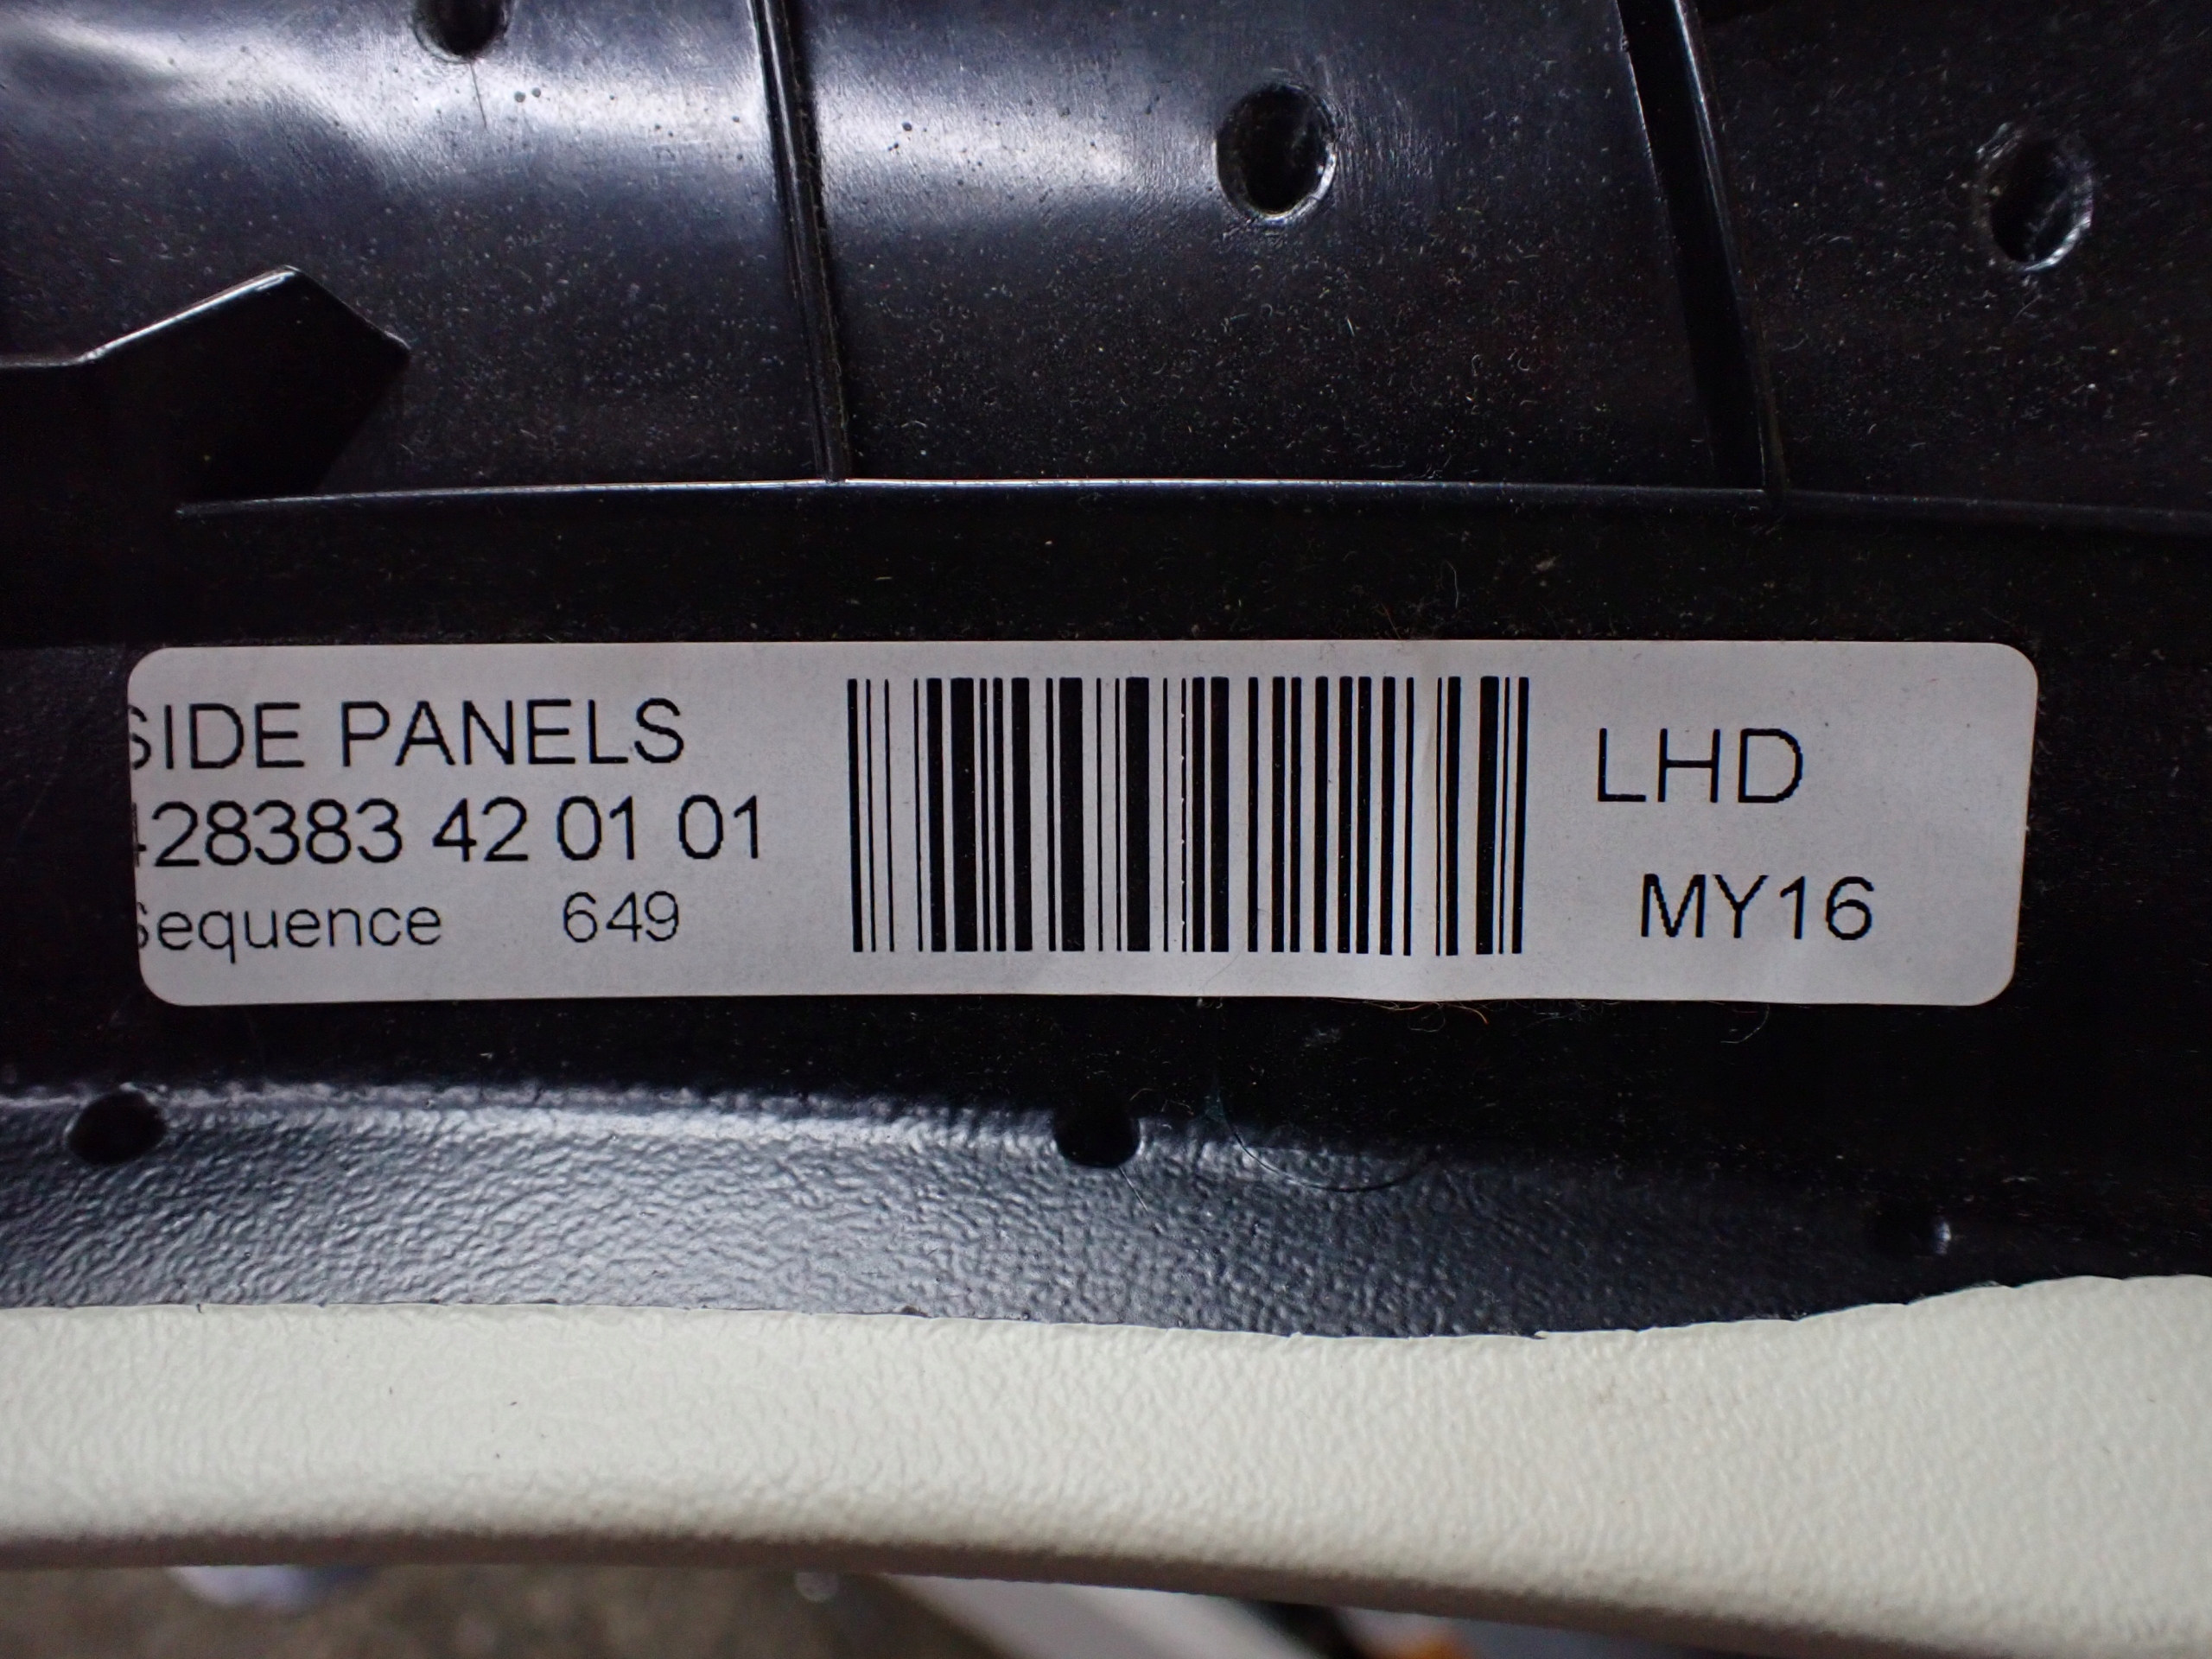 SIDE PANELS
428383 42 01 01
Sequence 649
LHD
MY16